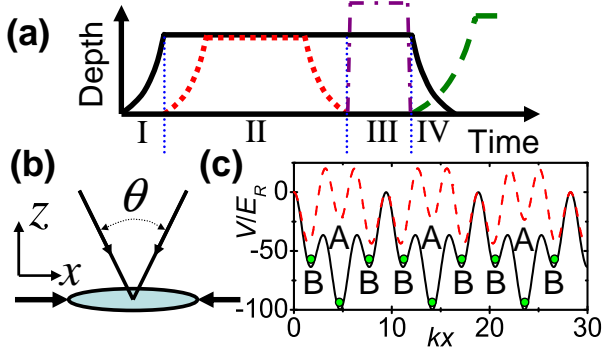 (a)
Depth
I II III IV
Time
(b)
θ
z
x
(c)
V/E_R
0
-50
-100
A A A
B B B B B B
0 10 20 30
kx